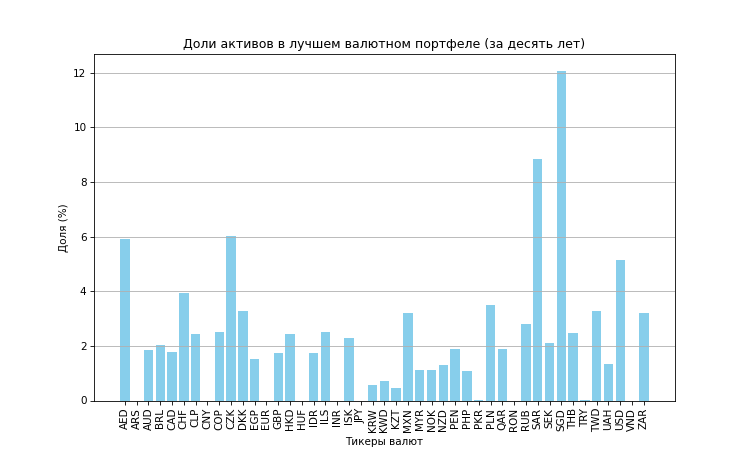 Доли активов в лучшем валютном портфеле (за десять лет)
Доля (%)
12
10
8
6
4
2
0
AED ARS AUD BRL CAD CHF CLP CNY COP CZK DKK EGP EUR GBP HKD HUF IDR ILS INR ISK JPY KRW KWD KZT MXN MYR NOK NZD PEN PHP PKR PLN QAR RON RUB SAR SEK SGD THB TRY TWD UAH USD VND ZAR
Тикеры валют